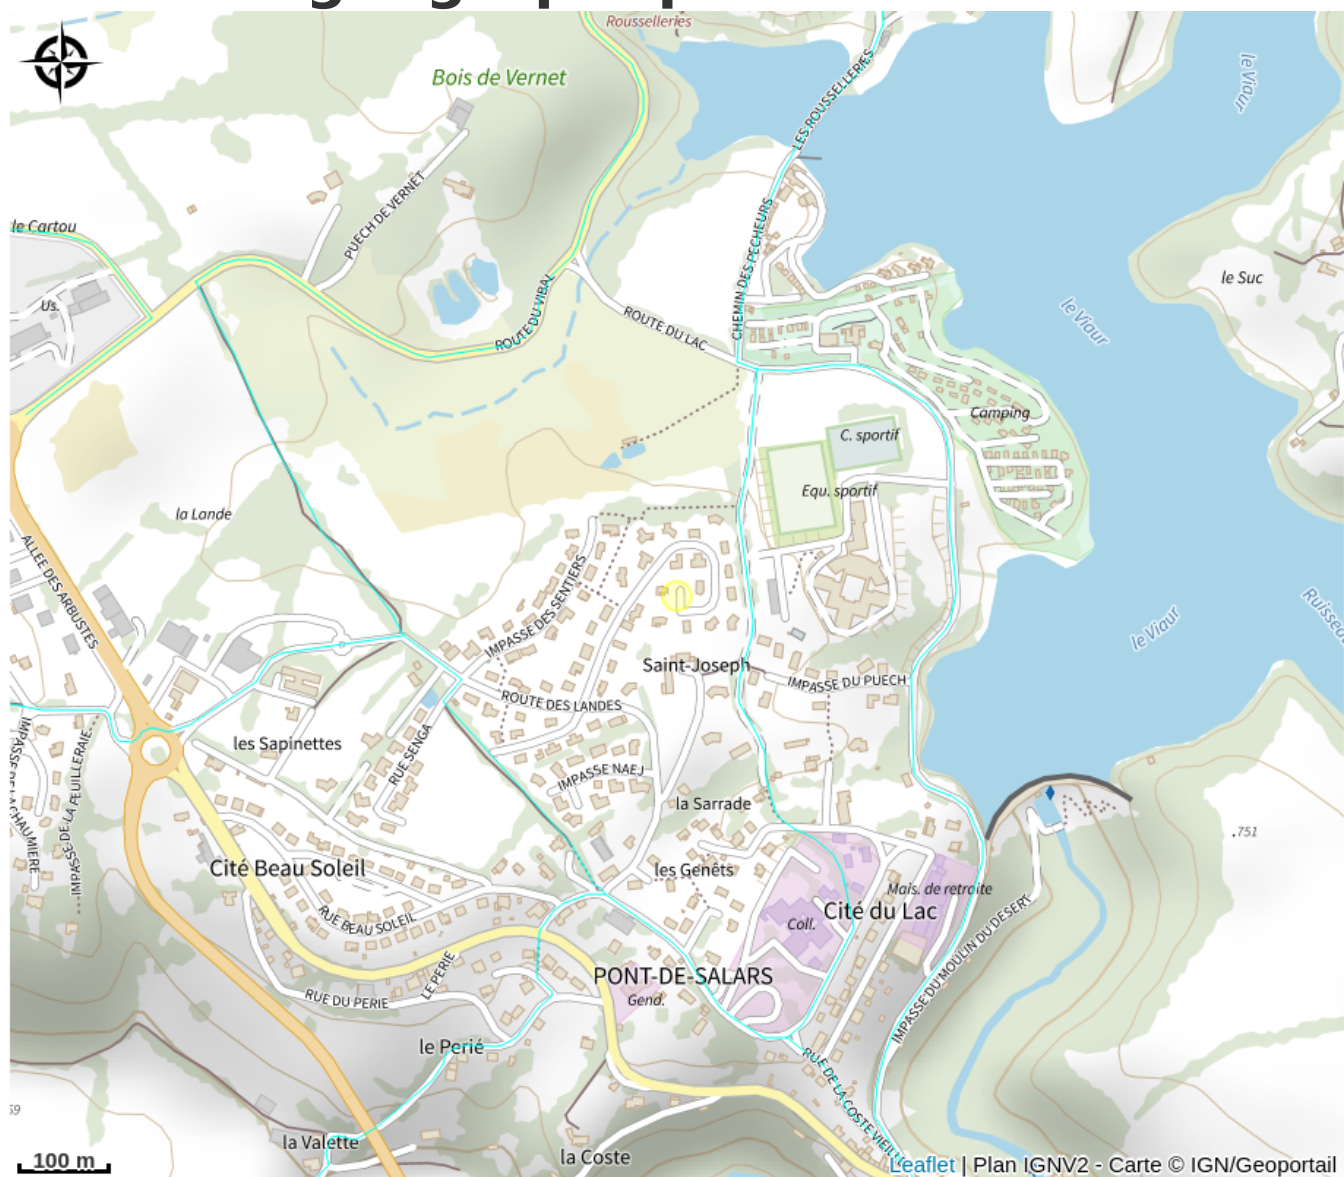 Rousselleries
Bois de Vernet
le Viaur
LES ROUSSELLERIES
PUECH DE VERNET
le Cartou
CHEMIN DES PECHEURS
le Suc
Us.
ROUTE DU VIBAL
ROUTE DU LAC
le Viaur
Camping
C. sportif
Equ. sportif
la Lande
ALLEE DES ARBUSTES
IMPASSE DES SENTIERS
le Viaur
Saint-Joseph
IMPASSE DU PUECH
ROUTE DES LANDES
les Sapinettes
RUE SENGA
IMPASSE NAEJ
IMPASSE DE LA FEUILLERAIE
la Sarrade
.751
Cité Beau Soleil
les Genêts
Mais. de retraite
Cité du Lac
RUE BEAU SOLEIL
Coll.
IMPASSE DU MOULIN DU DESERT
LE PERIE
PONT-DE-SALARS
RUE DU PERIE
Gend.
le Perié
RUE DE LA COSTE VIEILLE
la Valette
la Coste
100 m
Leaflet | Plan IGNV2 - Carte © IGN/Geoportail